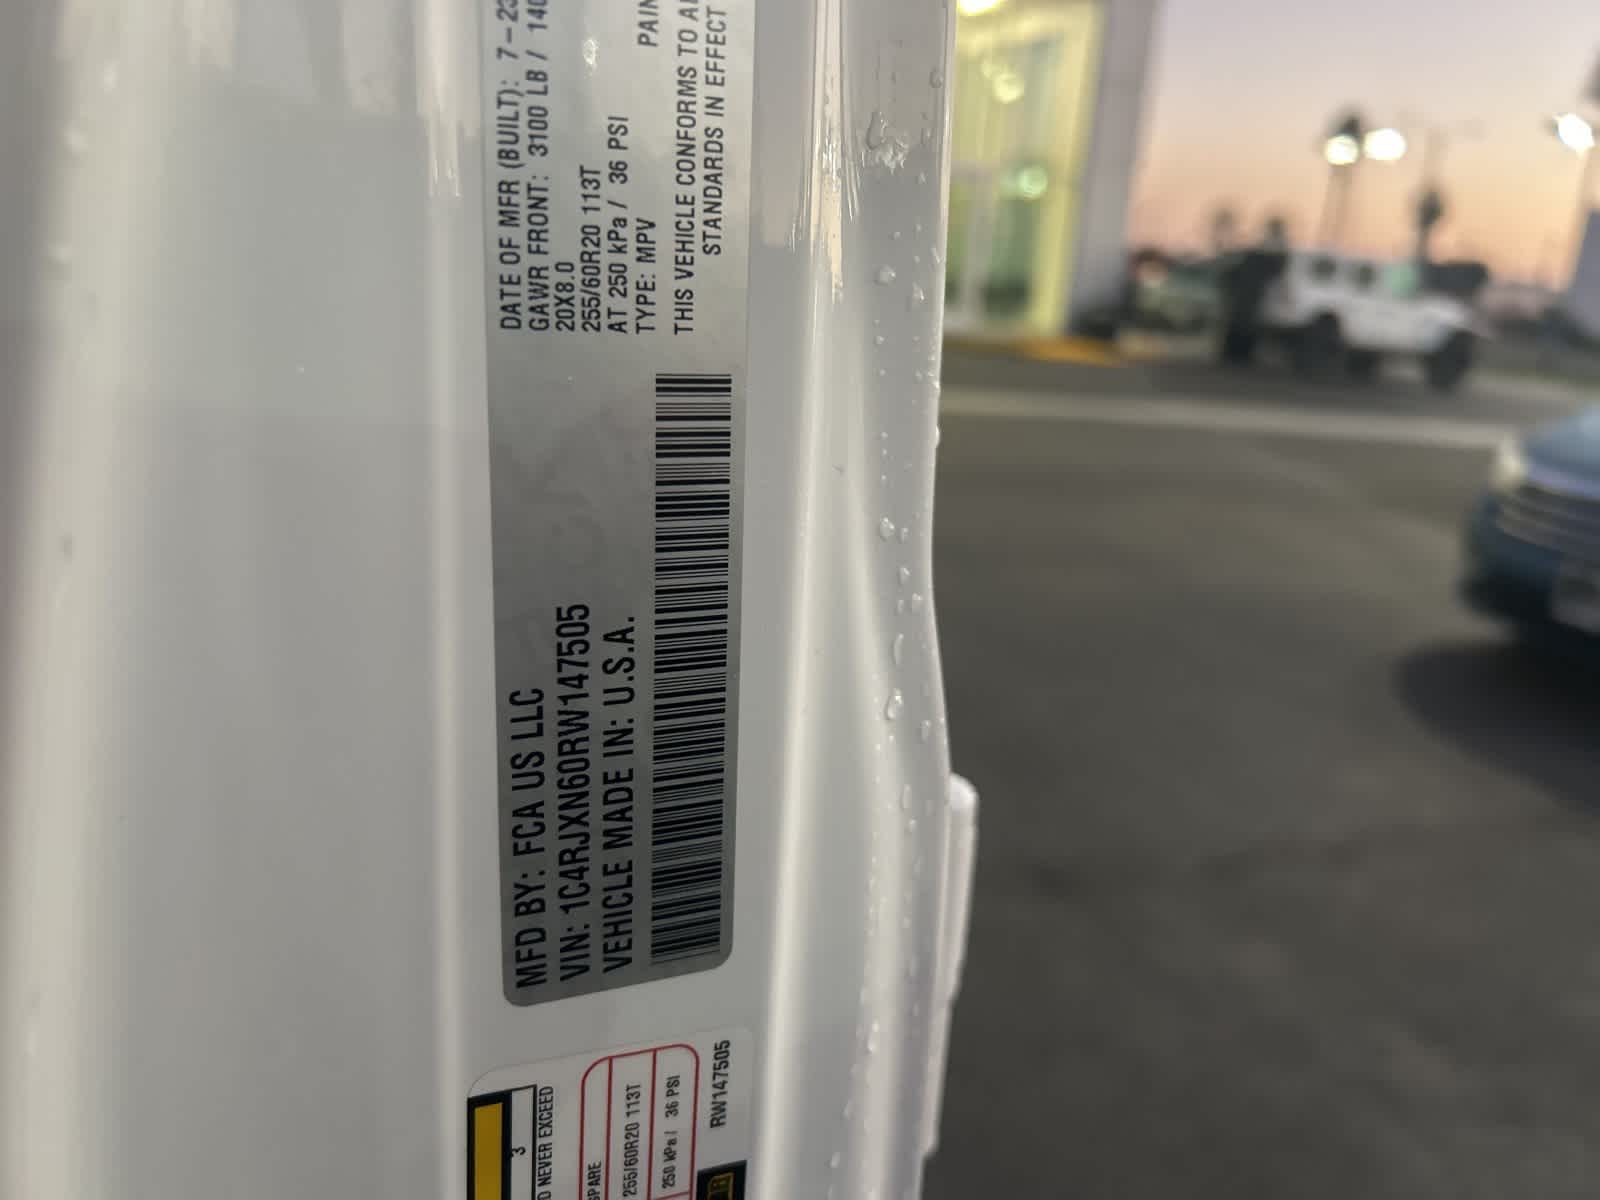 MFD BY: FCA US LLC
VIN: 1C4RJXN60RW147505
VEHICLE MADE IN: U.S.A.
DATE OF MFR (BUILT): 7-23
GAWR FRONT: 3100 LB / 140
20X8.0
255/60R20 113T
AT 250 kPa / 36 PSI
TYPE: MPV
PAIN
THIS VEHICLE CONFORMS TO
STANDARDS IN EFFECT
3
D NEVER EXCEED
SPARE
255/60R20 113T
250 kPa / 36 PSI
RW147505